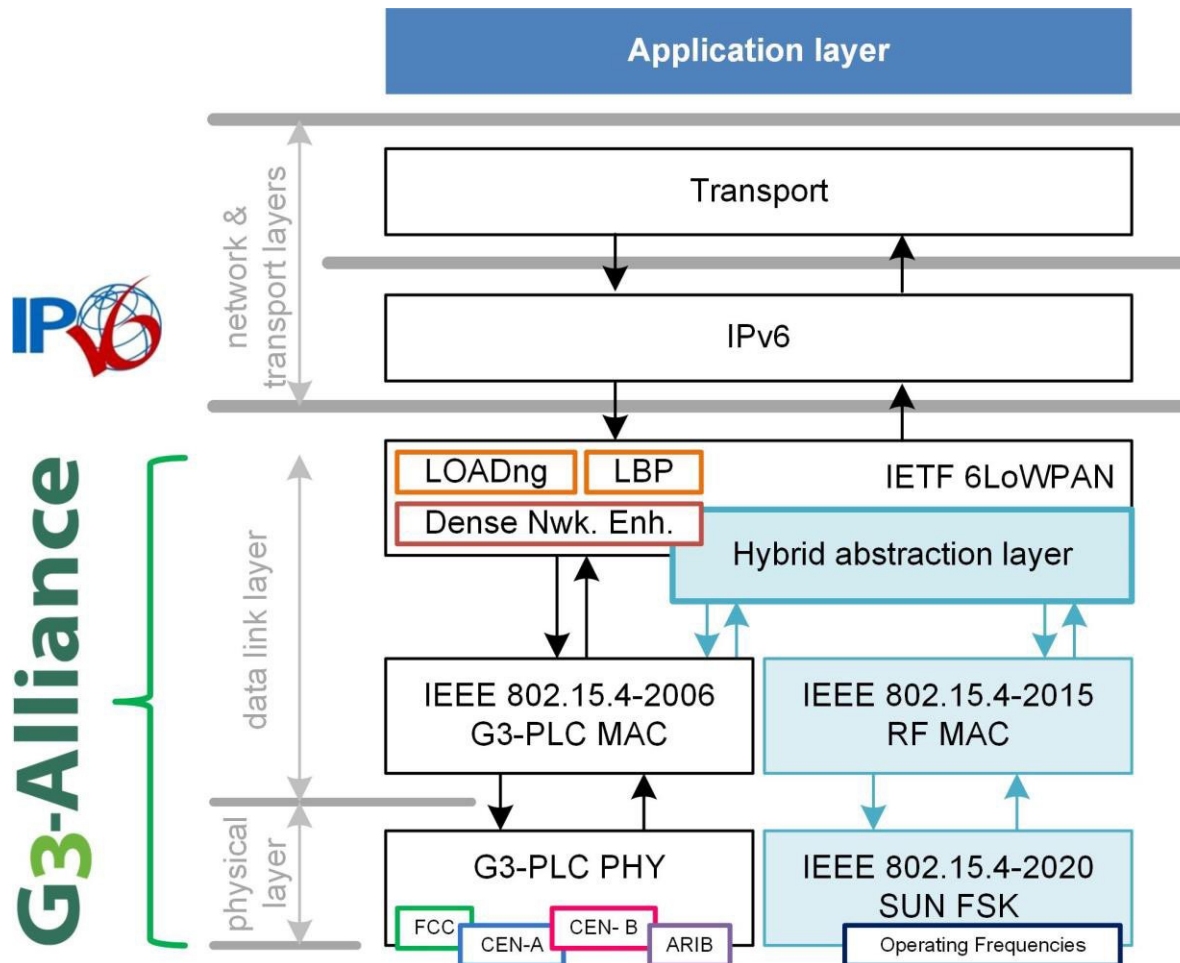 Application layer
network &
transport layers
Transport
IPv6
IPv6
LOADng
LBP
IETF 6LoWPAN
Dense Nwk. Enh.
Hybrid abstraction layer
G3-Alliance
data link layer
IEEE 802.15.4-2006
G3-PLC MAC
IEEE 802.15.4-2015
RF MAC
physical
layer
G3-PLC PHY
IEEE 802.15.4-2020
SUN FSK
FCC
CEN-A
CEN- B
ARIB
Operating Frequencies